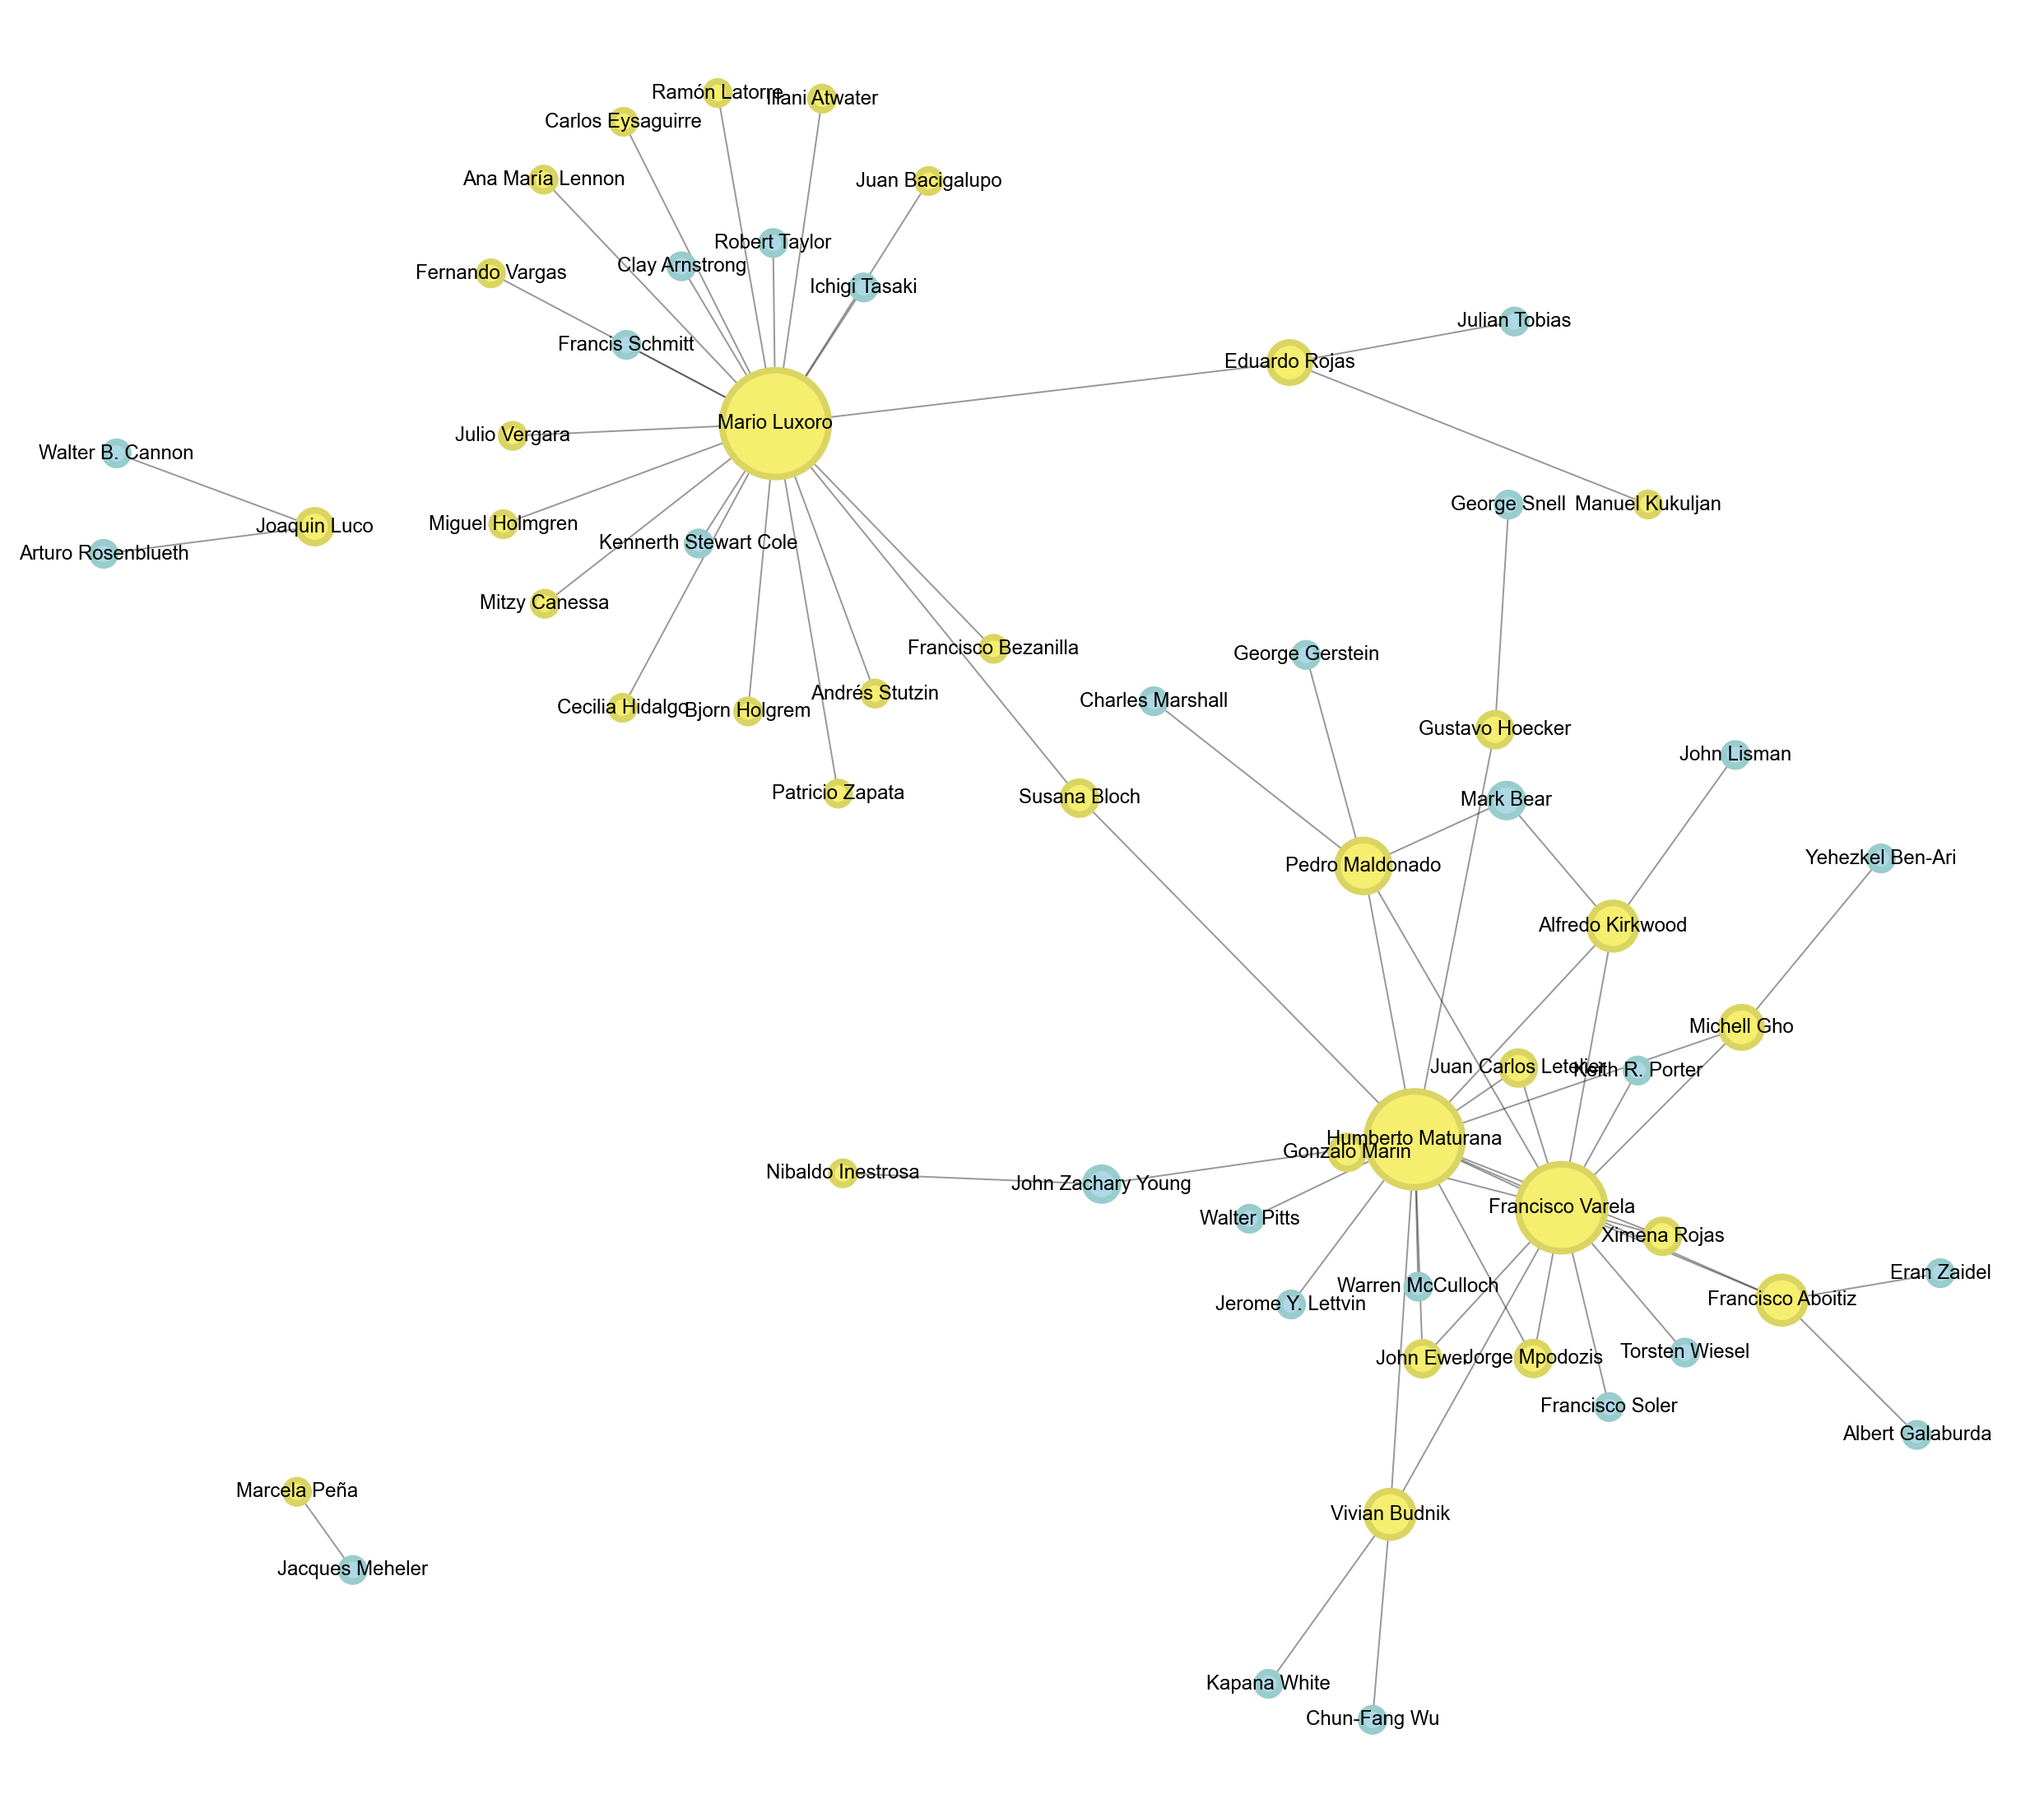 Ramón Latorre
Illani Atwater
Carlos Eysaguirre
Ana María Lennon
Juan Bacigalupo
Robert Taylor
Clay Arnstrong
Fernando Vargas
Ichigi Tasaki
Julian Tobias
Francis Schmitt
Eduardo Rojas
Mario Luxoro
Julio Vergara
Walter B. Cannon
George Snell
Manuel Kukuljan
Miguel Holmgren
Joaquin Luco
Kennerth Stewart Cole
Arturo Rosenblueth
Mitzy Canessa
Francisco Bezanilla
George Gerstein
Andrés Stutzin
Charles Marshall
Cecilia Hidalgo
Bjorn Holgrem
Gustavo Hoecker
John Lisman
Patricio Zapata
Susana Bloch
Mark Bear
Yehezkel Ben-Ari
Pedro Maldonado
Alfredo Kirkwood
Michell Gho
Juan Carlos Letelier
Keith R. Porter
Humberto Maturana
Gonzalo Marin
Nibaldo Inestrosa
John Zachary Young
Francisco Varela
Walter Pitts
Ximena Rojas
Eran Zaidel
Warren McCulloch
Francisco Aboitiz
Jerome Y. Lettvin
Torsten Wiesel
John Ewer
Jorge Mpodozis
Francisco Soler
Albert Galaburda
Marcela Peña
Vivian Budnik
Jacques Meheler
Kapana White
Chun-Fang Wu